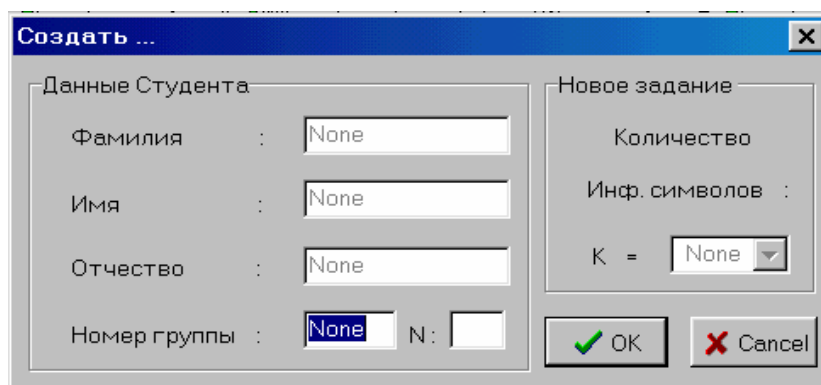 Создать ...
Данные Студента
Фамилия : None
Имя : None
Отчество : None
Номер группы : None N:
Новое задание
Количество
Инф. символов :
K = None
OK
Cancel